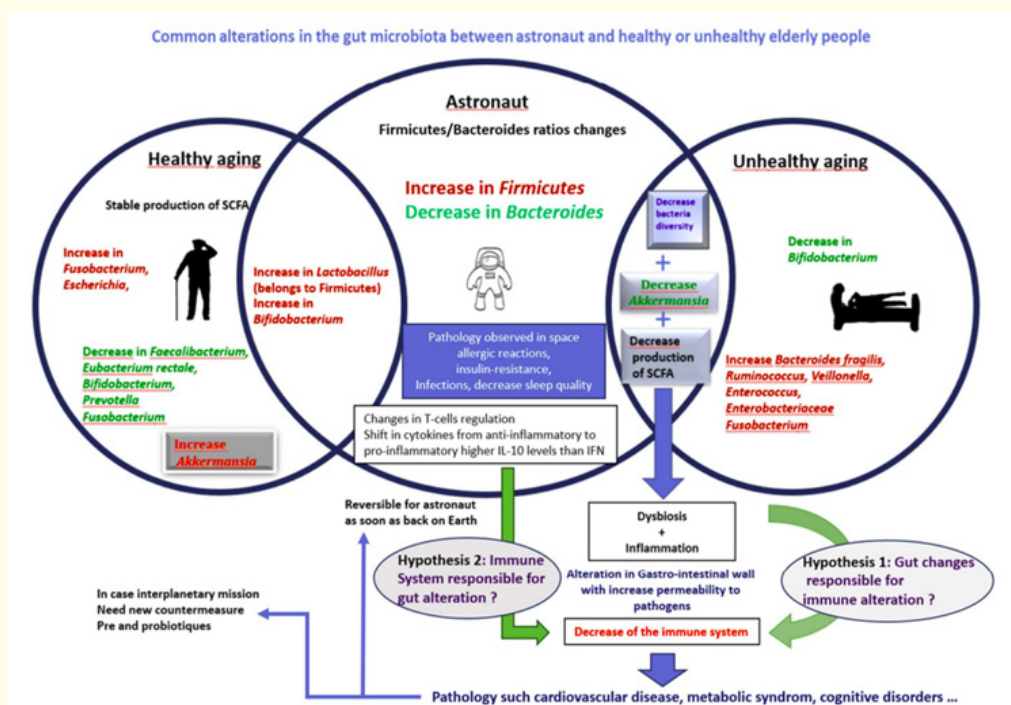 Common alterations in the gut microbiota between astronaut and healthy or unhealthy elderly people
Astronaut
Firmicutes/Bacteroides ratios changes
Increase in Firmicutes
Decrease in Bacteroides
Healthy aging
Stable production of SCFA
Increase in
Fusobacterium,
Escherichia,
Decrease in Faecalibacterium,
Eubacterium rectale,
Bifidobacterium,
Prevotella
Fusobacterium
Increase
Akkermansia
Increase in Lactobacillus
(belongs to Firmicutes)
Increase in
Bifidobacterium
Pathology observed in space
allergic reactions,
insulin-resistance,
Infections, decrease sleep quality
Changes in T-cells regulation
Shift in cytokines from anti-inflammatory to
pro-inflammatory higher IL-10 levels than IFN
Decrease
bacteria
diversity
+
Decrease
Akkermansia
+
Decrease
production
of SCFA
Unhealthy aging
Decrease in
Bifidobacterium
Increase Bacteroides fragilis,
Ruminococcus, Veillonella,
Enterococcus,
Enterobacteriaceae
Fusobacterium
Reversible for astronaut
as soon as back on Earth
Hypothesis 2: Immune
System responsible for
gut alteration ?
Dysbiosis
+
Inflammation
Alteration in Gastro-intestinal wall
with increase permeability to
pathogens
Decrease of the immune system
Hypothesis 1: Gut changes
responsible for
immune alteration ?
In case interplanetary mission
Need new countermeasure
Pre and probiotiques
Pathology such cardiovascular disease, metabolic syndrom, cognitive disorders ...